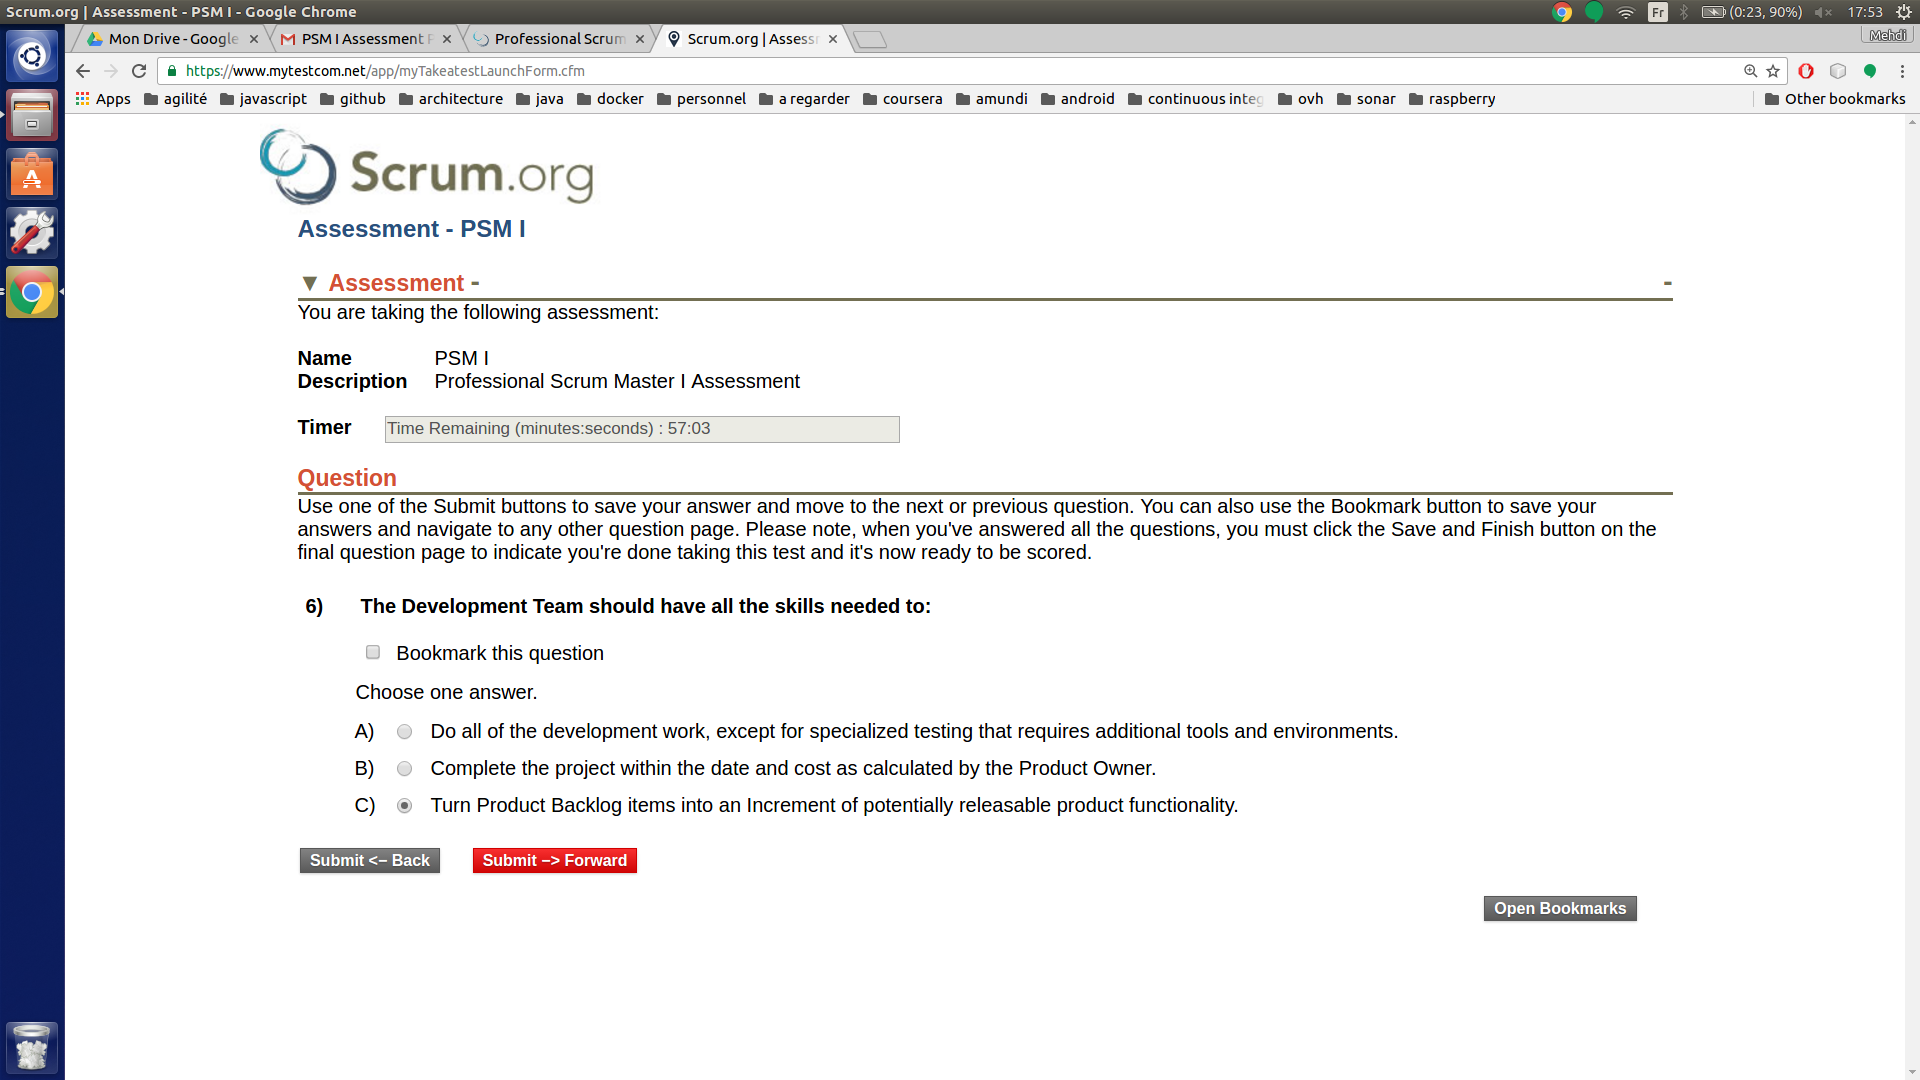 Scrum.org | Assessment - PSM I - Google Chrome
Fr (0:23, 90%) 17:53
Mon Drive - Google PSM I Assessment Professional Scrum Scrum.org | Assess Mehdi
https://www.mytestcom.net/app/myTakeatestLaunchForm.cfm
Apps agilité javascript github architecture java docker personnel a regarder coursera amundi android continuous integ ovh sonar raspberry Other bookmarks
Scrum.org
Assessment - PSM I
▼ Assessment - -
You are taking the following assessment:
Name PSM I
Description Professional Scrum Master I Assessment
Timer Time Remaining (minutes:seconds) : 57:03
Question
Use one of the Submit buttons to save your answer and move to the next or previous question. You can also use the Bookmark button to save your
answers and navigate to any other question page. Please note, when you've answered all the questions, you must click the Save and Finish button on the
final question page to indicate you're done taking this test and it's now ready to be scored.
6) The Development Team should have all the skills needed to:
Bookmark this question
Choose one answer.
A) Do all of the development work, except for specialized testing that requires additional tools and environments.
B) Complete the project within the date and cost as calculated by the Product Owner.
C) Turn Product Backlog items into an Increment of potentially releasable product functionality.
Submit <– Back Submit –> Forward
Open Bookmarks